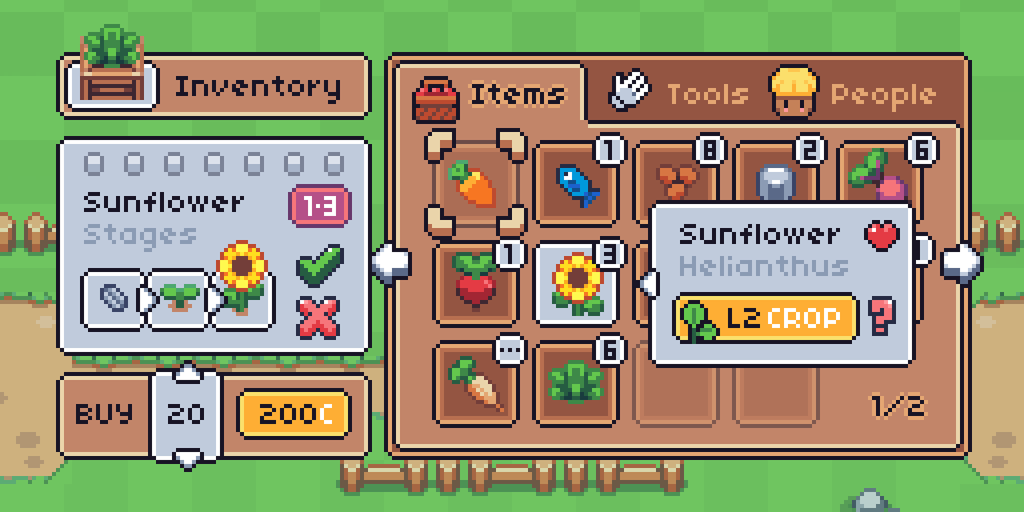 Inventory
Items
Tools
People
1
8
2
6
Sunflower
1·3
Stages
1
3
Sunflower
Helianthus
L2 CROP
?
...
6
BUY
20
200C
1/2